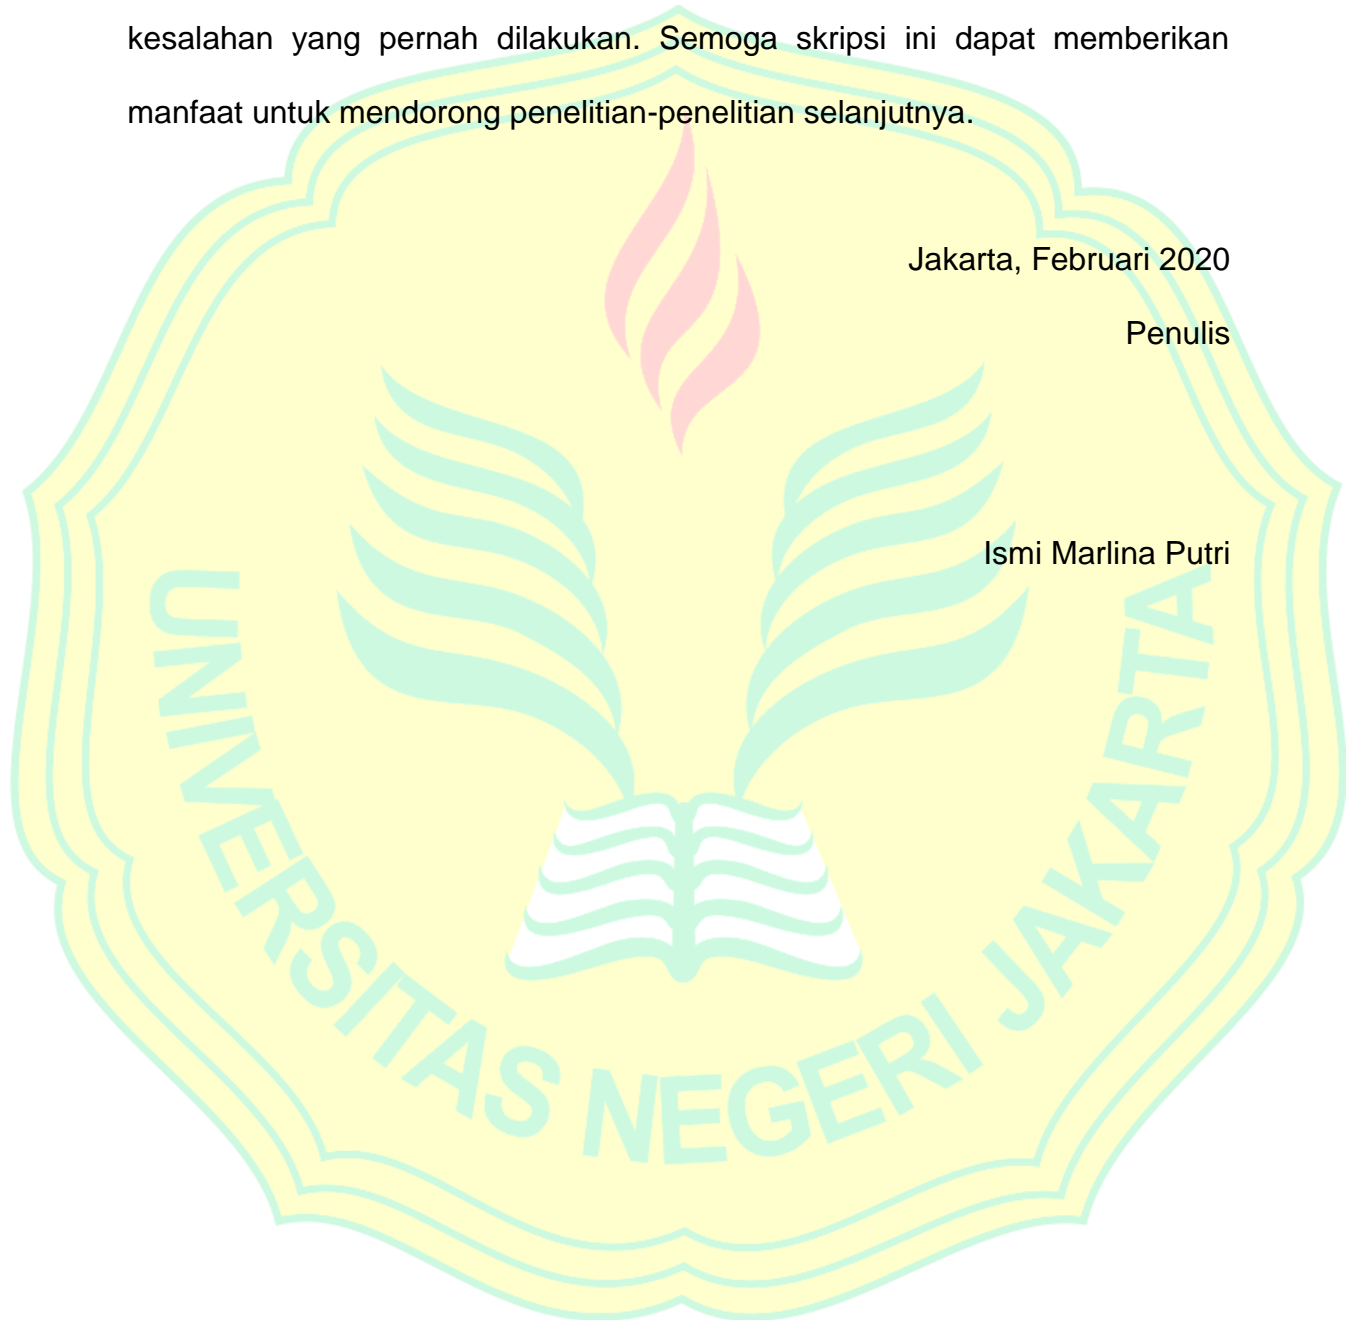 kesalahan yang pernah dilakukan. Semoga skripsi ini dapat memberikan
manfaat untuk mendorong penelitian-penelitian selanjutnya.
Jakarta, Februari 2020
Penulis
Ismi Marlina Putri
UNIVERSITAS NEGERI JAKARTA